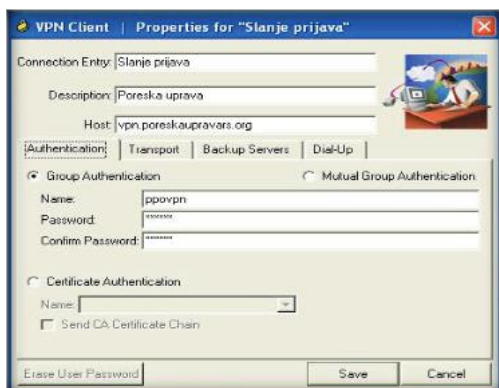 VPN Client | Properties for "Slanje prijava"
Connection Entry: Slanje prijava
Description: Poreska uprava
Host: vpn.poreskaupravars.org
Authentication Transport Backup Servers Dial-Up
Group Authentication Mutual Group Authentication
Name: ppovpn
Password: *******
Confirm Password: *******
Certificate Authentication
Name:
Send CA Certificate Chain
Erase User Password Save Cancel